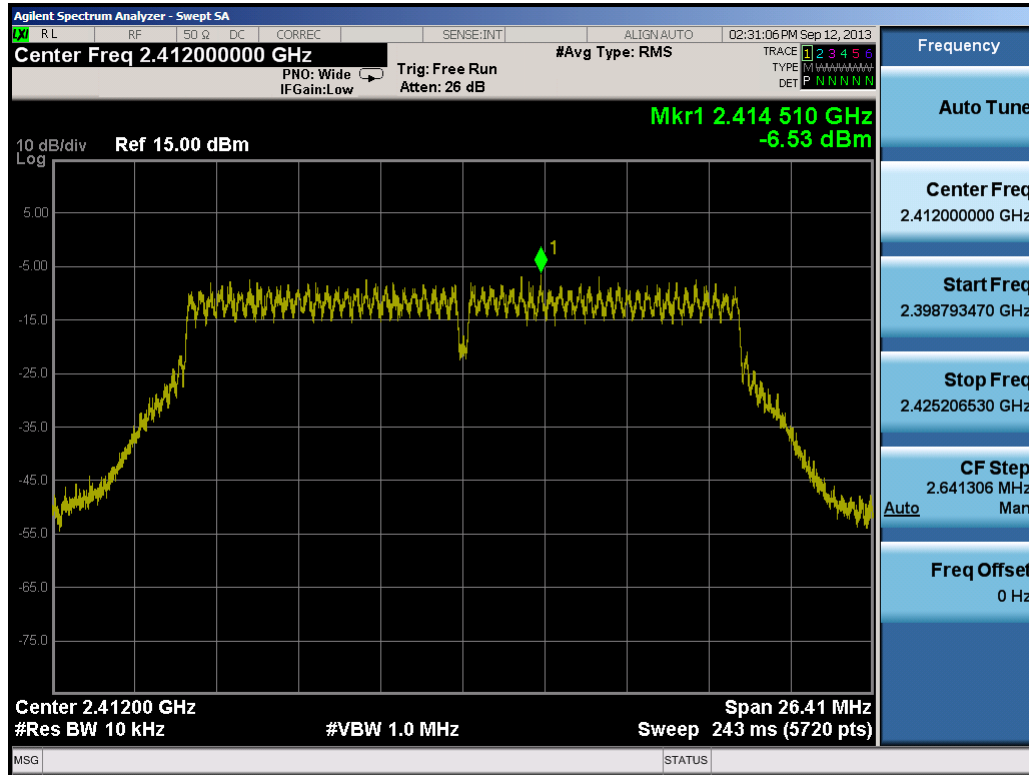 Agilent Spectrum Analyzer - Swept SA
LXI RL RF 50 Ω DC CORREC SENSE:INT ALIGN AUTO 02:31:06 PM Sep 12, 2013
Center Freq 2.412000000 GHz
#Avg Type: RMS
TRACE 1 2 3 4 5 6
PNO: Wide
Trig: Free Run
TYPE M WWWWW
IFGain:Low
Atten: 26 dB
DET P N N N N N
Mkr1 2.414 510 GHz
-6.53 dBm
10 dB/div Ref 15.00 dBm
Log
5.00
-5.00
-15.0
-25.0
-35.0
-45.0
-55.0
-65.0
-75.0
1
Center 2.41200 GHz Span 26.41 MHz
#Res BW 10 kHz #VBW 1.0 MHz Sweep 243 ms (5720 pts)
MSG STATUS
Frequency
Auto Tune
Center Freq
2.412000000 GHz
Start Freq
2.398793470 GHz
Stop Freq
2.425206530 GHz
CF Step
2.641306 MHz
Auto Man
Freq Offset
0 Hz